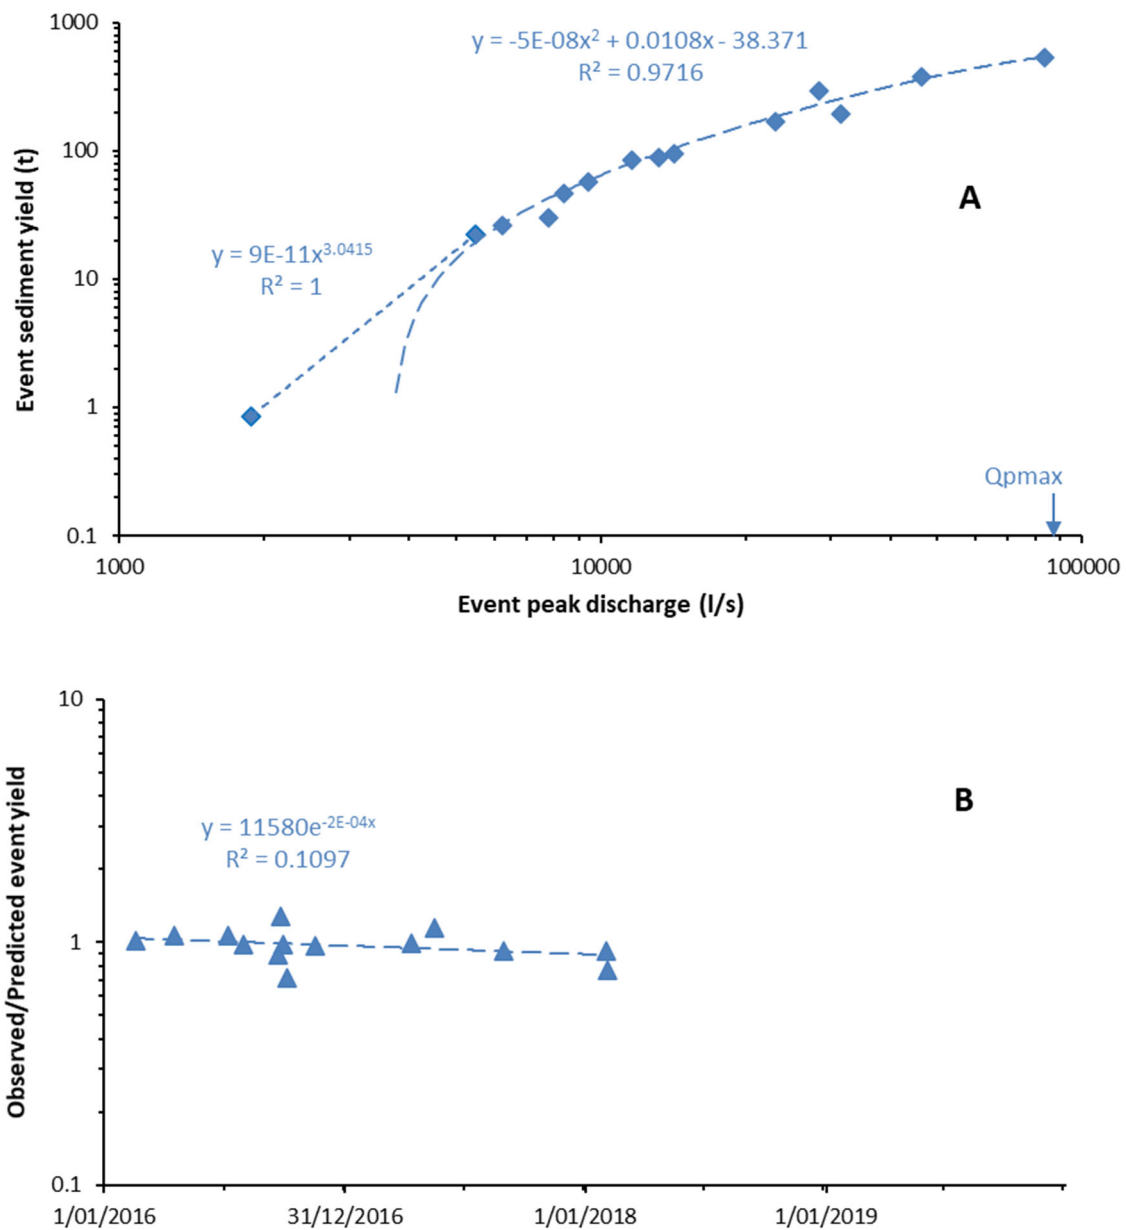 1000
y = -5E-08x² + 0.0108x - 38.371
R² = 0.9716
100
A
y = 9E-11x^3.0415
R² = 1
10
1
Qpmax
0.1
1000 10000 100000
Event sediment yield (t)
Event peak discharge (l/s)
10
B
y = 11580e^-2E-04x
R² = 0.1097
1
0.1
1/01/2016 31/12/2016 1/01/2018 1/01/2019
Observed/Predicted event yield